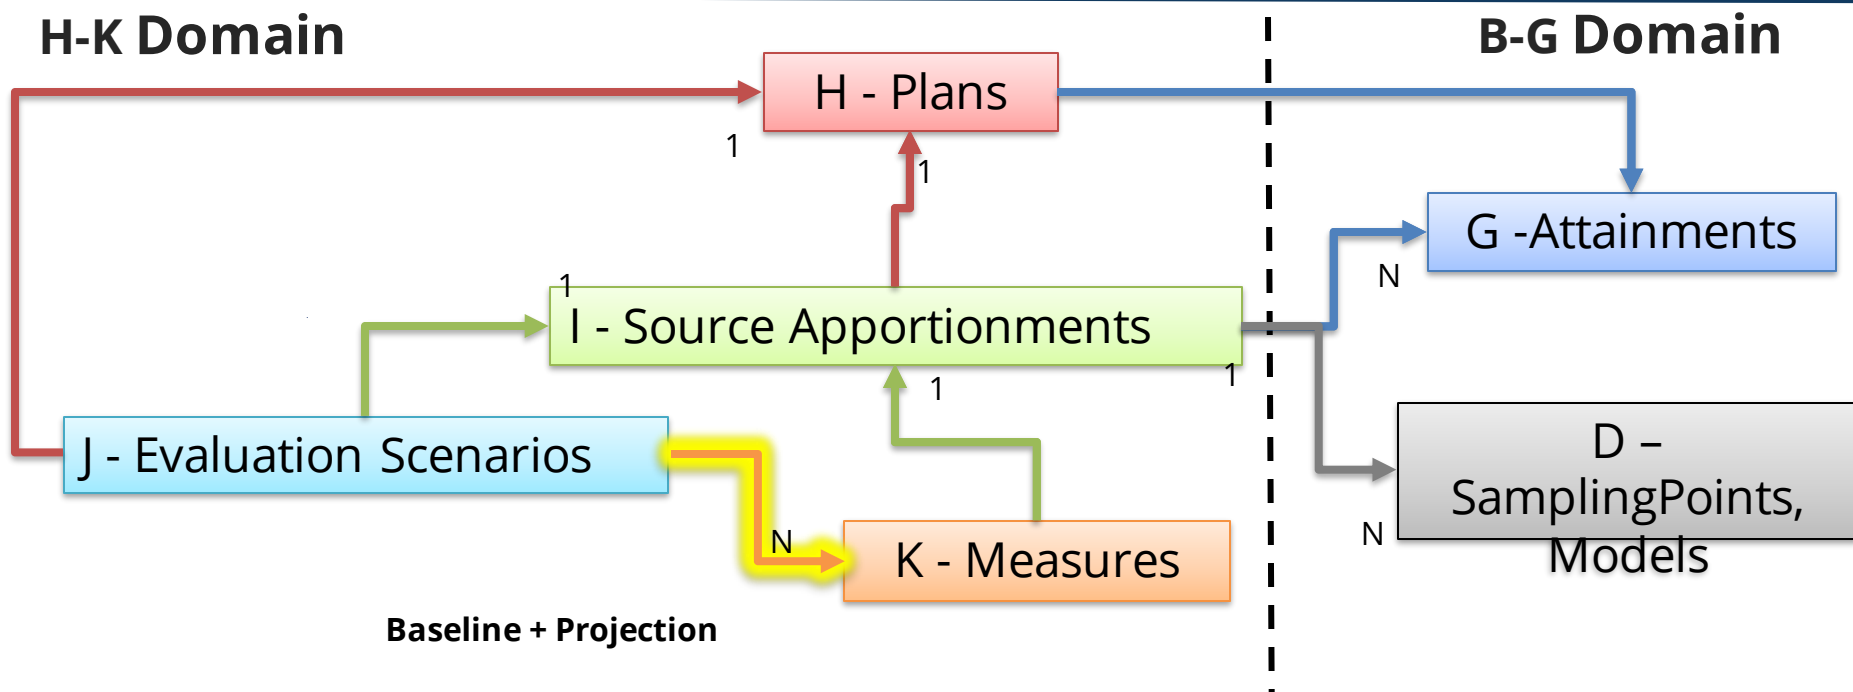 H-K Domain
B-G Domain
H - Plans
1
1
G -Attainments
N
1
I - Source Apportionments
1
1
J - Evaluation Scenarios
D –
SamplingPoints,
Models
N
N
K - Measures
Baseline + Projection